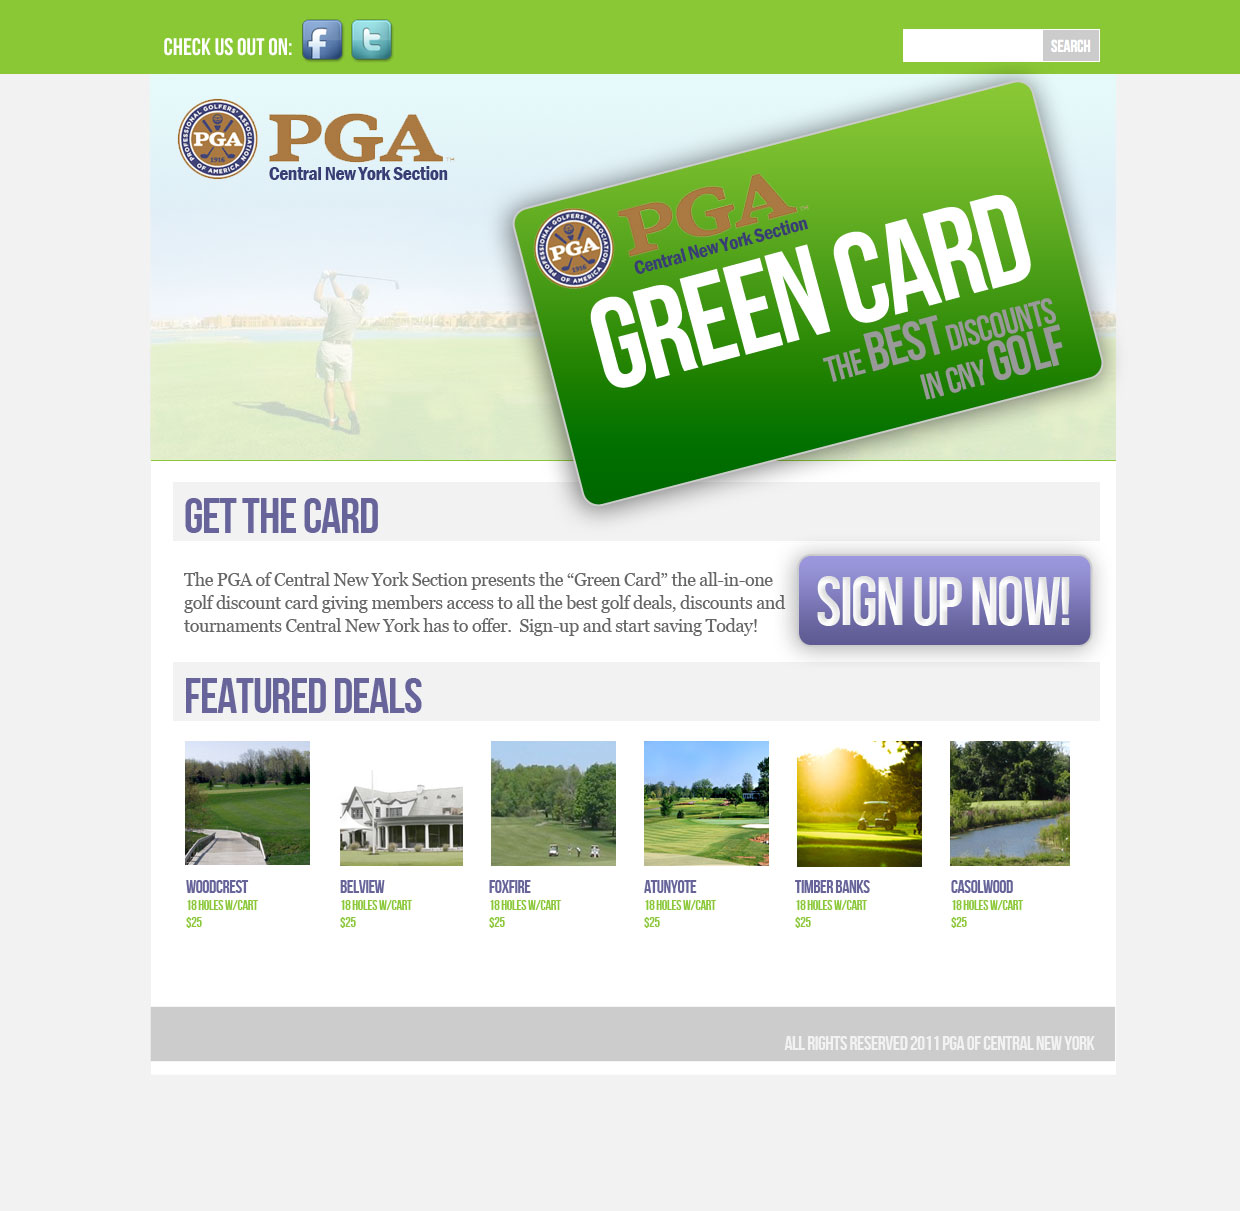 CHECK US OUT ON:
f
t
SEARCH
PROFESSIONAL GOLFERS' ASSOCIATION
PGA
1916
OF AMERICA
PGA™
Central New York Section
PROFESSIONAL GOLFERS' ASSOCIATION
PGA
1916
OF AMERICA
PGA™
Central New York Section
GREEN CARD
THE BEST DISCOUNTS
IN CNY GOLF
GET THE CARD
The PGA of Central New York Section presents the “Green Card” the all-in-one
golf discount card giving members access to all the best golf deals, discounts and
tournaments Central New York has to offer.  Sign-up and start saving Today!
SIGN UP NOW!
FEATURED DEALS
WOODCREST
18 HOLES W/CART
$25
BELVIEW
18 HOLES W/CART
$25
FOXFIRE
18 HOLES W/CART
$25
ATUNYOTE
18 HOLES W/CART
$25
TIMBER BANKS
18 HOLES W/CART
$25
CASOLWOOD
18 HOLES W/CART
$25
ALL RIGHTS RESERVED 2011 PGA OF CENTRAL NEW YORK